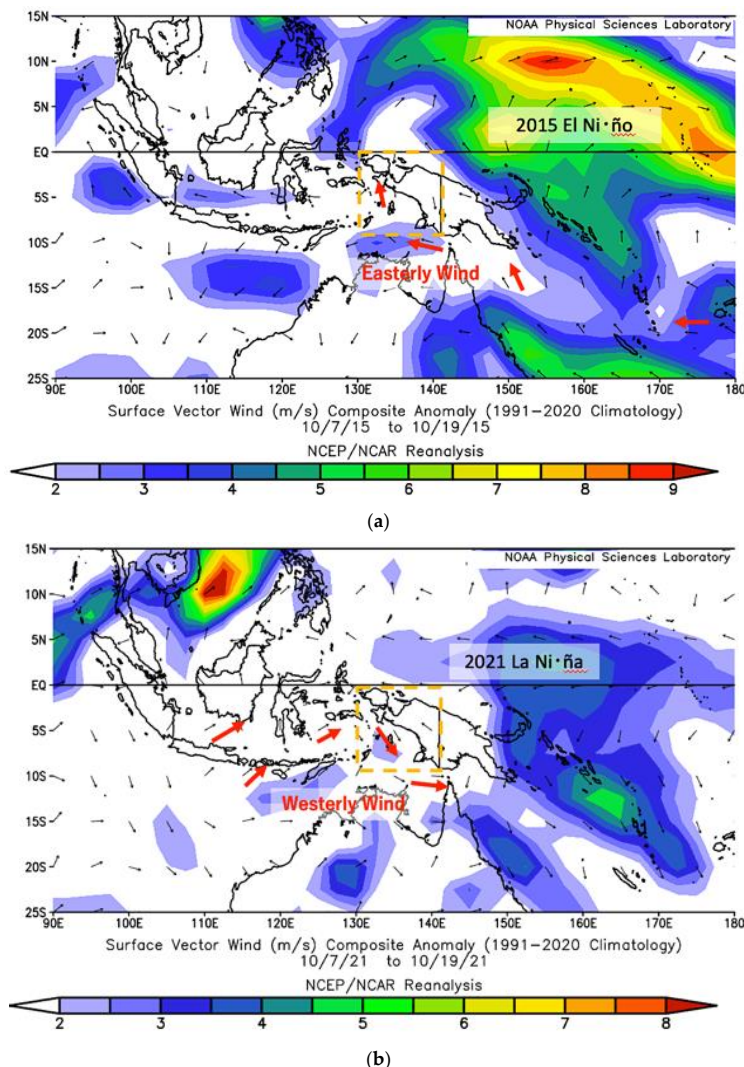 15N
NOAA Physical Sciences Laboratory
10N
5N
2015 El Ni·ño
EQ
5S
10S
Easterly Wind
15S
20S
25S
90E 100E 110E 120E 130E 140E 150E 160E 170E 180
Surface Vector Wind (m/s) Composite Anomaly (1991−2020 Climatology)
10/7/15 to 10/19/15
NCEP/NCAR Reanalysis
2 3 4 5 6 7 8 9
(a)
15N
NOAA Physical Sciences Laboratory
10N
5N
2021 La Ni·ña
EQ
5S
10S
Westerly Wind
15S
20S
25S
90E 100E 110E 120E 130E 140E 150E 160E 170E 180
Surface Vector Wind (m/s) Composite Anomaly (1991−2020 Climatology)
10/7/21 to 10/19/21
NCEP/NCAR Reanalysis
2 3 4 5 6 7 8
(b)